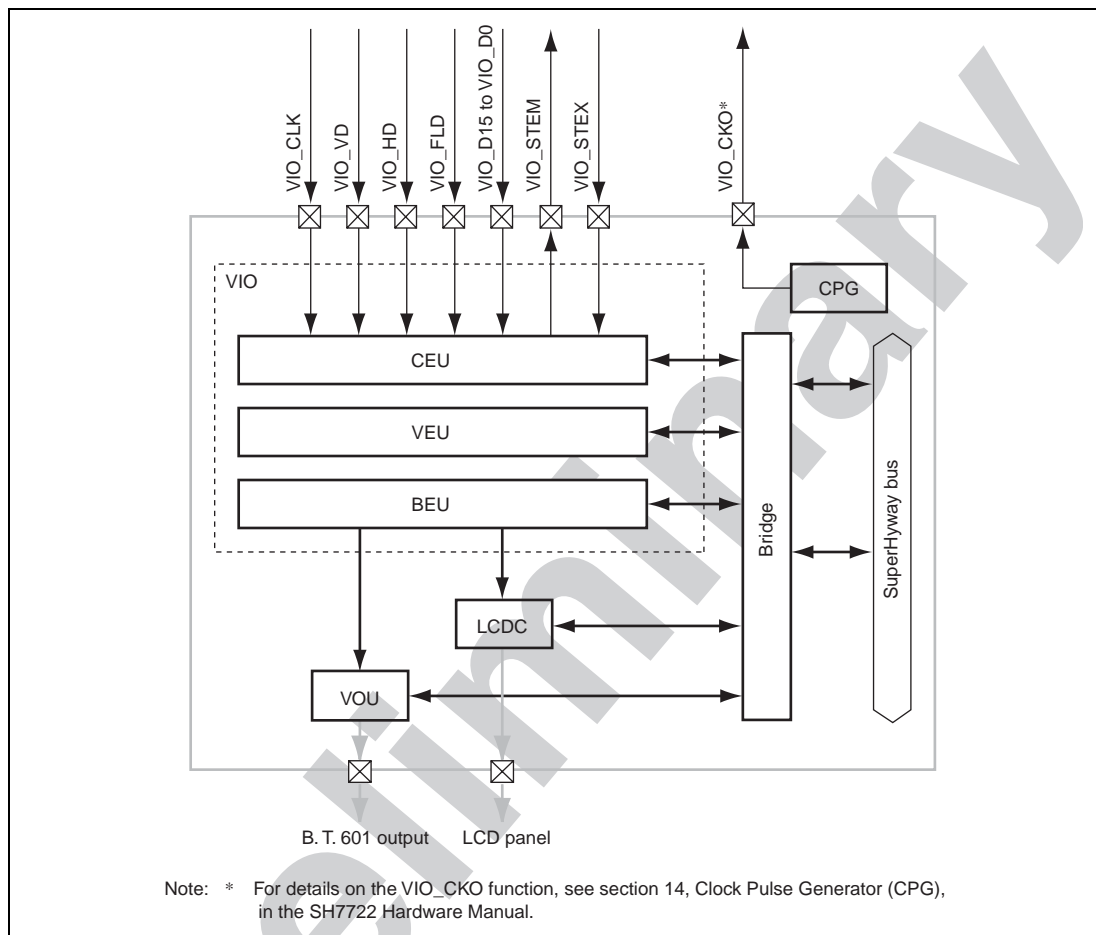 VIO_CLK
VIO_VD
VIO_HD
VIO_FLD
VIO_D15 to VIO_D0
VIO_STEM
VIO_STEX
VIO_CKO*
VIO
CPG
CEU
VEU
BEU
Bridge
SuperHyway bus
LCDC
VOU
B. T. 601 output
LCD panel
Note: * For details on the VIO_CKO function, see section 14, Clock Pulse Generator (CPG),
in the SH7722 Hardware Manual.
eliminary